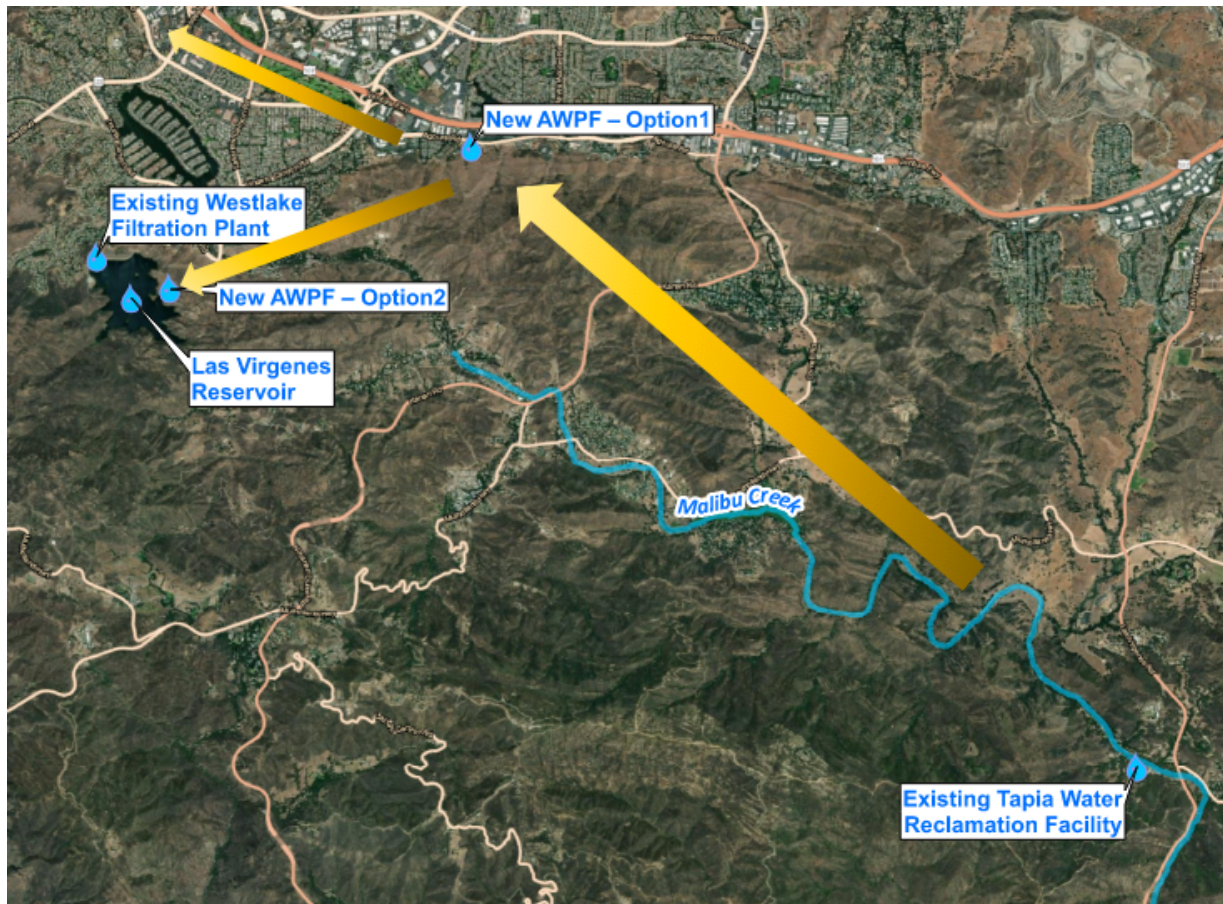 New AWPF – Option1
Existing Westlake
Filtration Plant
New AWPF – Option2
Las Virgenes
Reservoir
Malibu Creek
Existing Tapia Water
Reclamation Facility